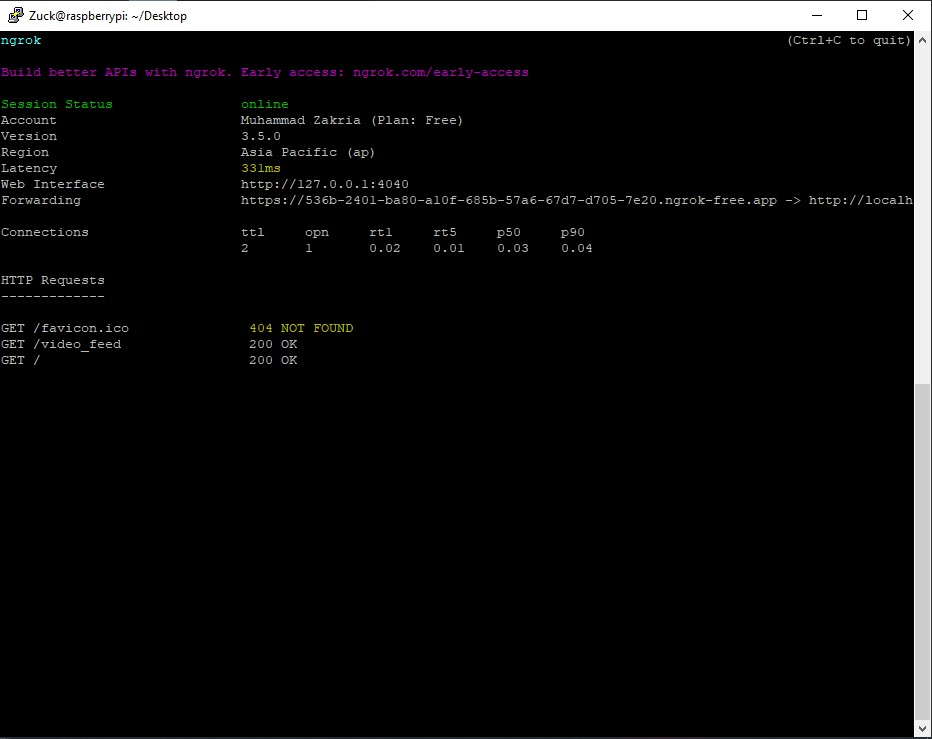 Zuck@raspberrypi: ~/Desktop
ngrok (Ctrl+C to quit)
Build better APIs with ngrok. Early access: ngrok.com/early-access
Session Status online
Account Muhammad Zakria (Plan: Free)
Version 3.5.0
Region Asia Pacific (ap)
Latency 331ms
Web Interface http://127.0.0.1:4040
Forwarding https://536b-2401-ba80-a10f-685b-57a6-67d7-d705-7e20.ngrok-free.app -> http://localh
Connections ttl opn rt1 rt5 p50 p90
2 1 0.02 0.01 0.03 0.04
HTTP Requests
-------------
GET /favicon.ico 404 NOT FOUND
GET /video_feed 200 OK
GET / 200 OK